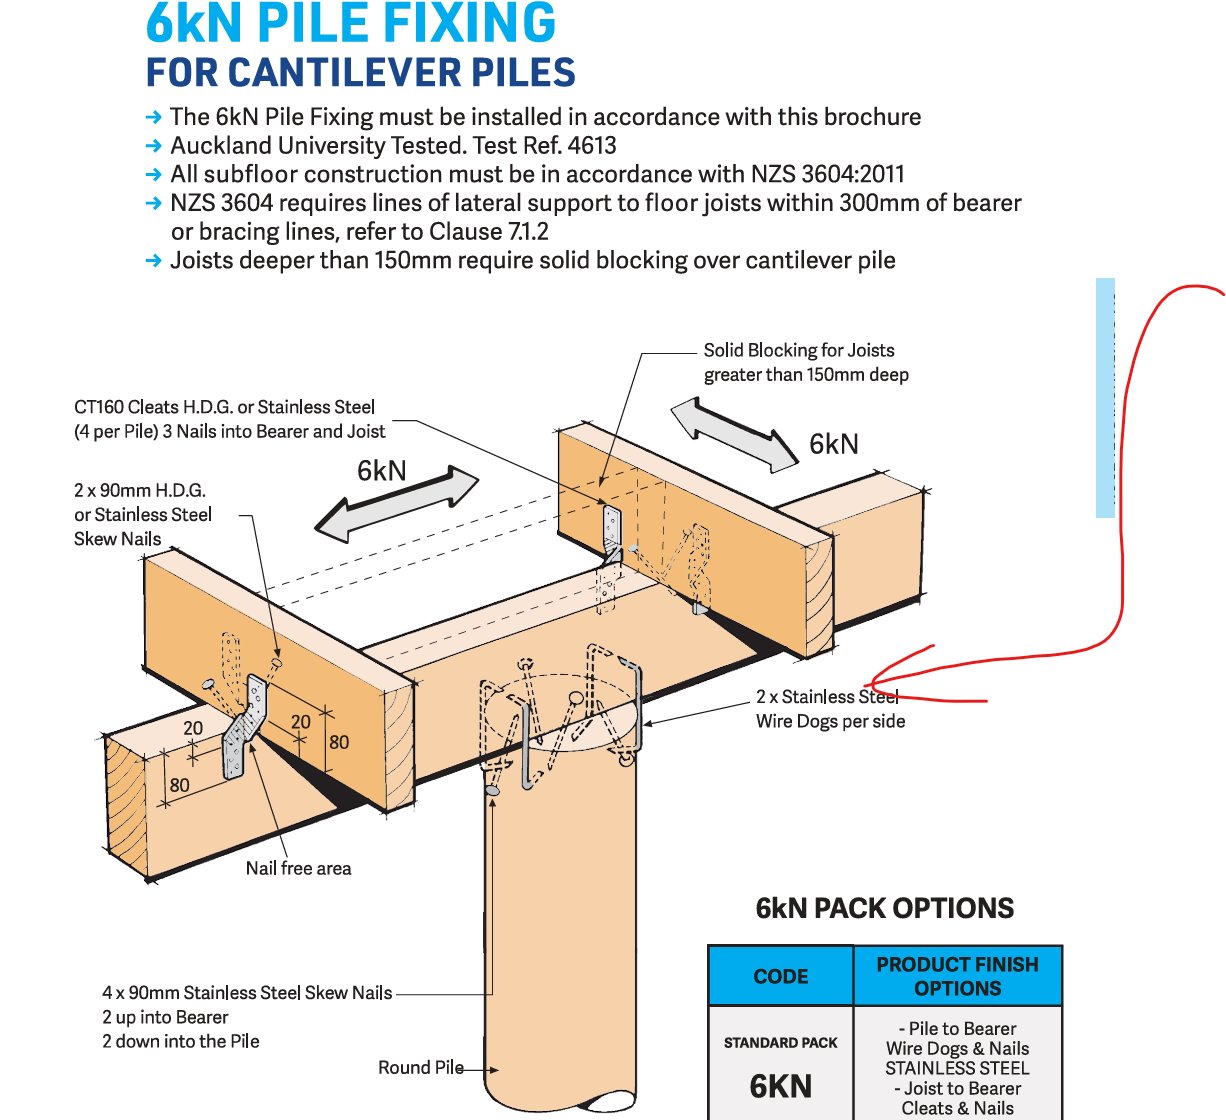 6kN PILE FIXING
FOR CANTILEVER PILES
→ The 6kN Pile Fixing must be installed in accordance with this brochure
→ Auckland University Tested. Test Ref. 4613
→ All subfloor construction must be in accordance with NZS 3604:2011
→ NZS 3604 requires lines of lateral support to floor joists within 300mm of bearer
or bracing lines, refer to Clause 7.1.2
→ Joists deeper than 150mm require solid blocking over cantilever pile
Solid Blocking for Joists
greater than 150mm deep
CT160 Cleats H.D.G. or Stainless Steel
(4 per Pile) 3 Nails into Bearer and Joist
6kN
6kN
2 x 90mm H.D.G.
or Stainless Steel
Skew Nails
20
20
80
80
2 x Stainless Steel
Wire Dogs per side
Nail free area
6kN PACK OPTIONS
CODE
PRODUCT FINISH
OPTIONS
4 x 90mm Stainless Steel Skew Nails
2 up into Bearer
2 down into the Pile
Round Pile
STANDARD PACK
6KN
- Pile to Bearer
Wire Dogs & Nails
STAINLESS STEEL
- Joist to Bearer
Cleats & Nails